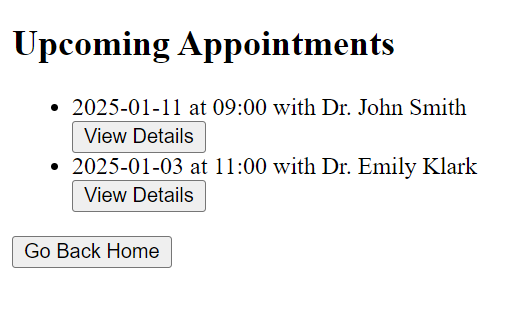 Upcoming Appointments
2025-01-11 at 09:00 with Dr. John Smith
View Details
2025-01-03 at 11:00 with Dr. Emily Klark
View Details
Go Back Home